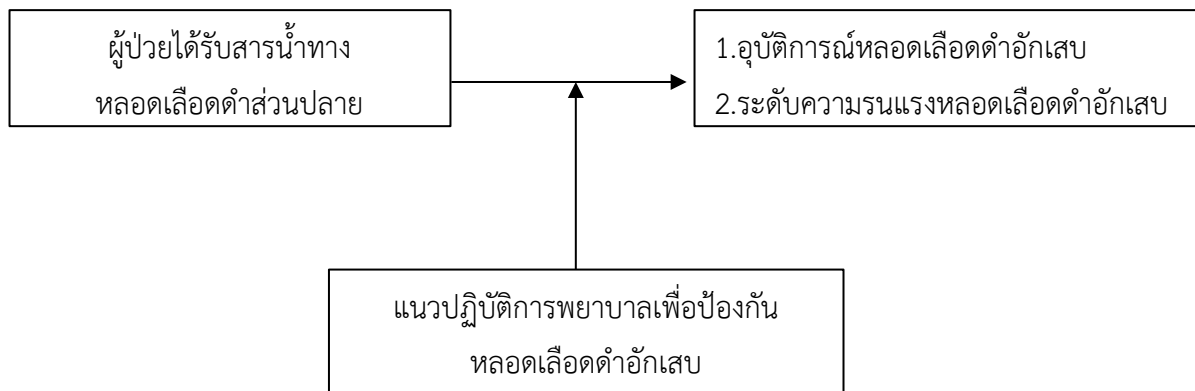 ผู้ป่วยได้รับสารน้ำทาง
หลอดเลือดดำส่วนปลาย
1.อุบัติการณ์หลอดเลือดดำอักเสบ
2.ระดับความรนแรงหลอดเลือดดำอักเสบ
แนวปฏิบัติการพยาบาลเพื่อป้องกัน
หลอดเลือดดำอักเสบ